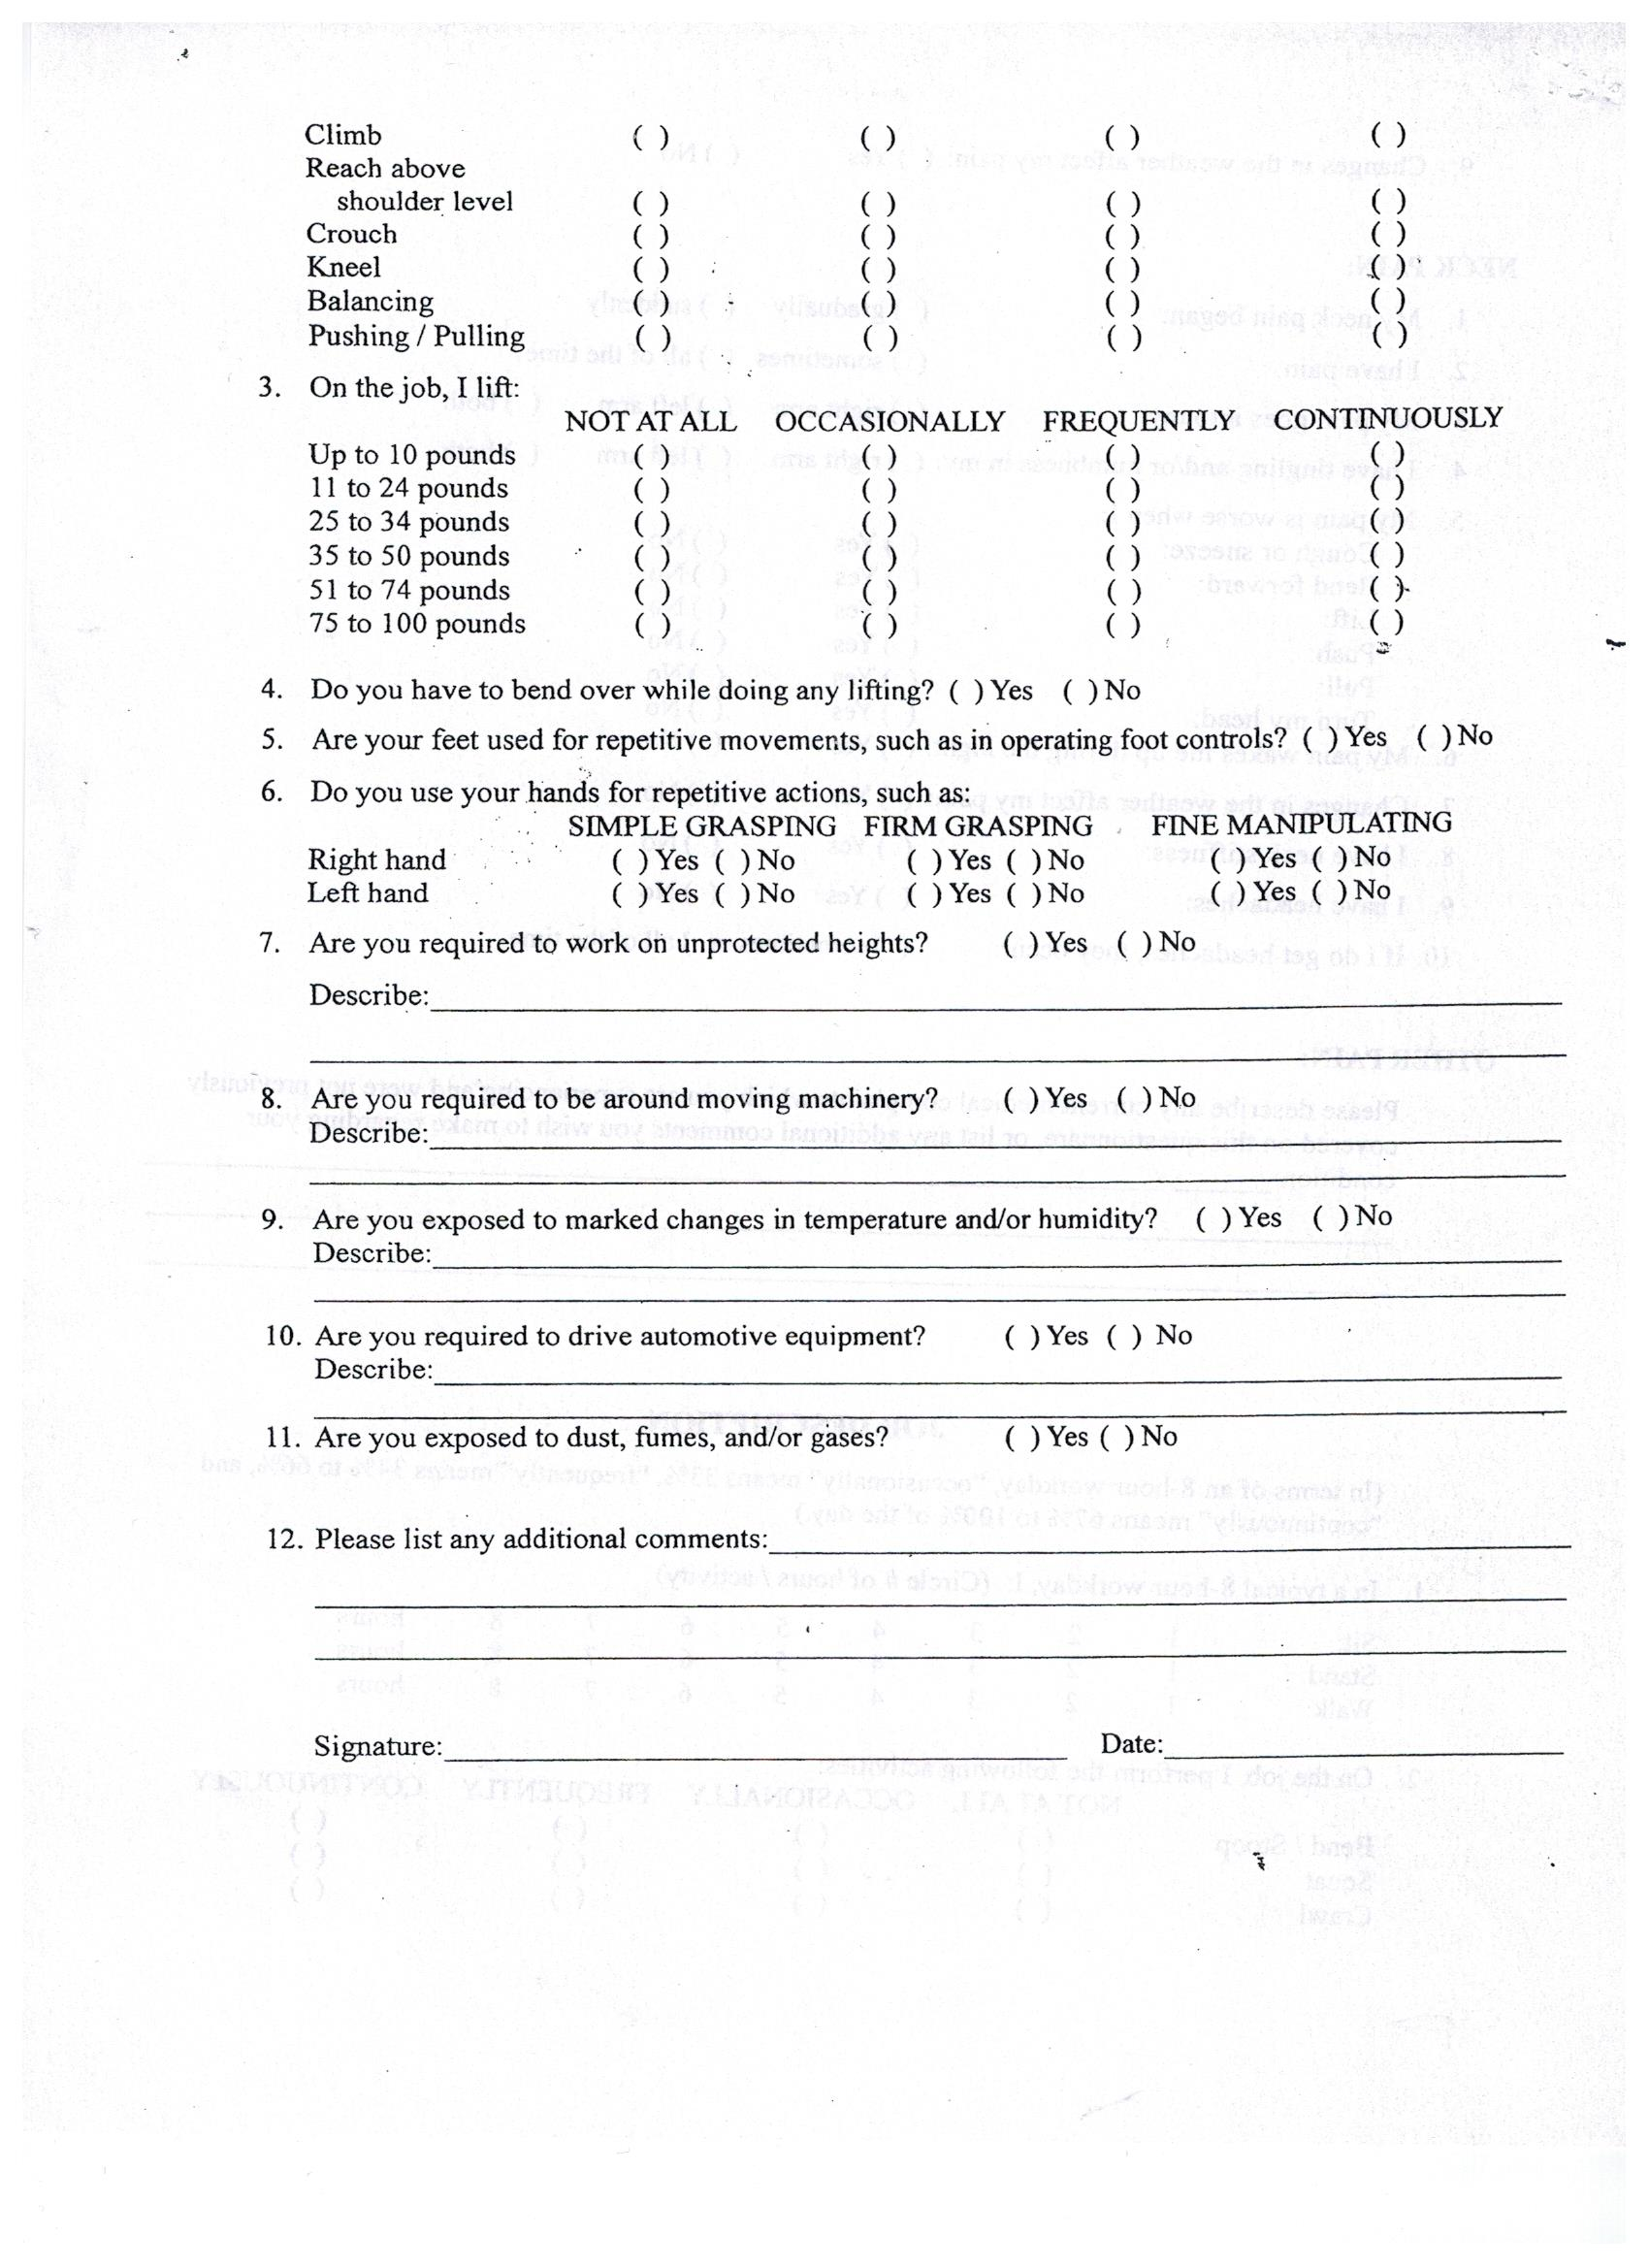 Climb ( ) ( ) ( ) ( )
Reach above
shoulder level ( ) ( ) ( ) ( )
Crouch ( ) ( ) ( ) ( )
Kneel ( ) ( ) ( ) ( )
Balancing ( ) ( ) ( ) ( )
Pushing / Pulling ( ) ( ) ( ) ( )
3. On the job, I lift:
NOT AT ALL OCCASIONALLY FREQUENTLY CONTINUOUSLY
Up to 10 pounds ( ) ( ) ( ) ( )
11 to 24 pounds ( ) ( ) ( ) ( )
25 to 34 pounds ( ) ( ) ( ) ( )
35 to 50 pounds ( ) ( ) ( ) ( )
51 to 74 pounds ( ) ( ) ( ) ( )
75 to 100 pounds ( ) ( ) ( ) ( )
4. Do you have to bend over while doing any lifting? ( ) Yes ( ) No
5. Are your feet used for repetitive movements, such as in operating foot controls? ( ) Yes ( ) No
6. Do you use your hands for repetitive actions, such as:
SIMPLE GRASPING FIRM GRASPING FINE MANIPULATING
Right hand ( ) Yes ( ) No ( ) Yes ( ) No ( ) Yes ( ) No
Left hand ( ) Yes ( ) No ( ) Yes ( ) No ( ) Yes ( ) No
7. Are you required to work on unprotected heights? ( ) Yes ( ) No
Describe:
8. Are you required to be around moving machinery? ( ) Yes ( ) No
Describe:
9. Are you exposed to marked changes in temperature and/or humidity? ( ) Yes ( ) No
Describe:
10. Are you required to drive automotive equipment? ( ) Yes ( ) No
Describe:
11. Are you exposed to dust, fumes, and/or gases? ( ) Yes ( ) No
12. Please list any additional comments:
Signature: Date: